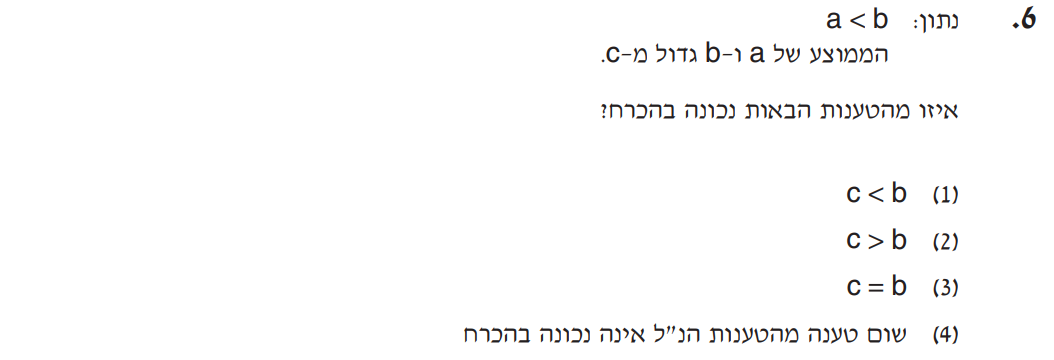 6. נתון: a < b
הממוצע של a ו-b גדול מ-c.
איזו מהטענות הבאות נכונה בהכרח?
(1) c < b
(2) c > b
(3) c = b
(4) שום טענה מהטענות הנ"ל אינה נכונה בהכרח